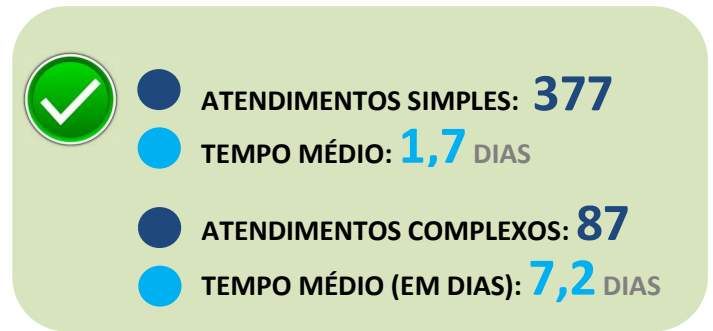 ATENDIMENTOS SIMPLES: 377
TEMPO MÉDIO: 1,7 DIAS
ATENDIMENTOS COMPLEXOS: 87
TEMPO MÉDIO (EM DIAS): 7,2 DIAS